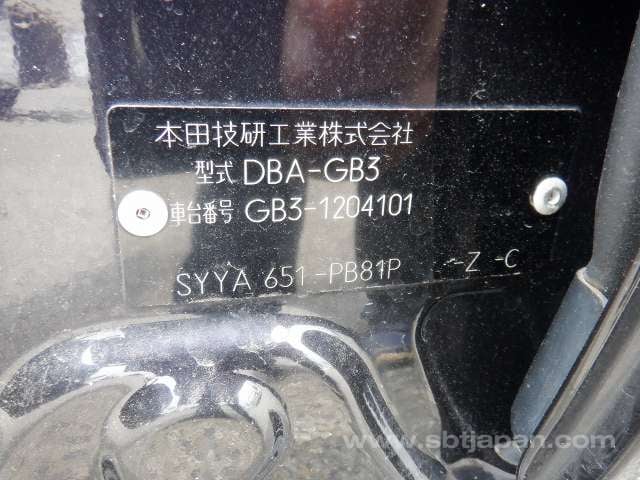 本田技研工業株式会社
型式 DBA-GB3
車台番号 GB3-1204101
SYYA 651 -PB81P -Z -C
www.sbtjapan.com